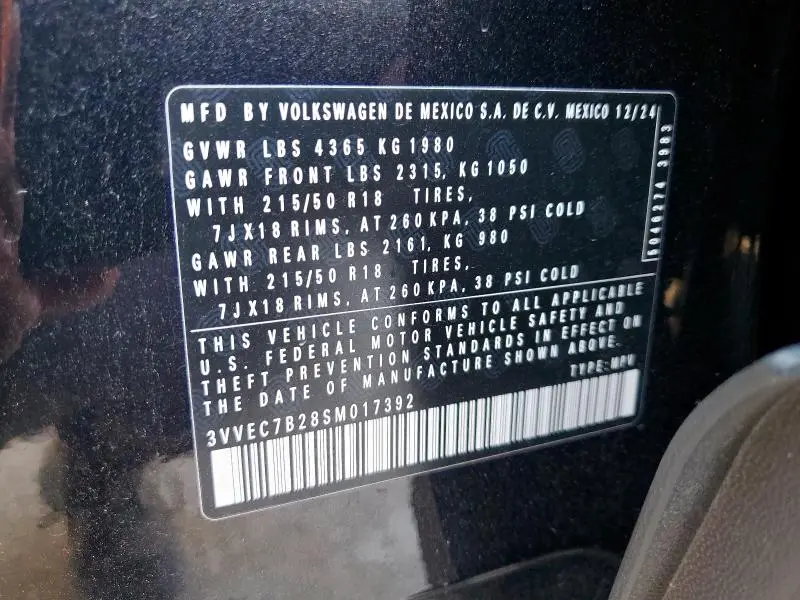 MFD BY VOLKSWAGEN DE MEXICO S.A. DE C.V. MEXICO 12/24
GVWR LBS 4365 KG 1980
GAWR FRONT LBS 2315, KG 1050
WITH 215/50 R18 TIRES,
7JX18 RIMS, AT 260 KPA, 38 PSI COLD
GAWR REAR LBS 2161, KG 980
WITH 215/50 R18 TIRES,
7JX18 RIMS, AT 260 KPA, 38 PSI COLD
THIS VEHICLE CONFORMS TO ALL APPLICABLE
U.S. FEDERAL MOTOR VEHICLE SAFETY AND
THEFT PREVENTION STANDARDS IN EFFECT ON
THE DATE OF MANUFACTURE SHOWN ABOVE.
TYPE: MPV
3VVEC7B28SM017392
5040274 3983